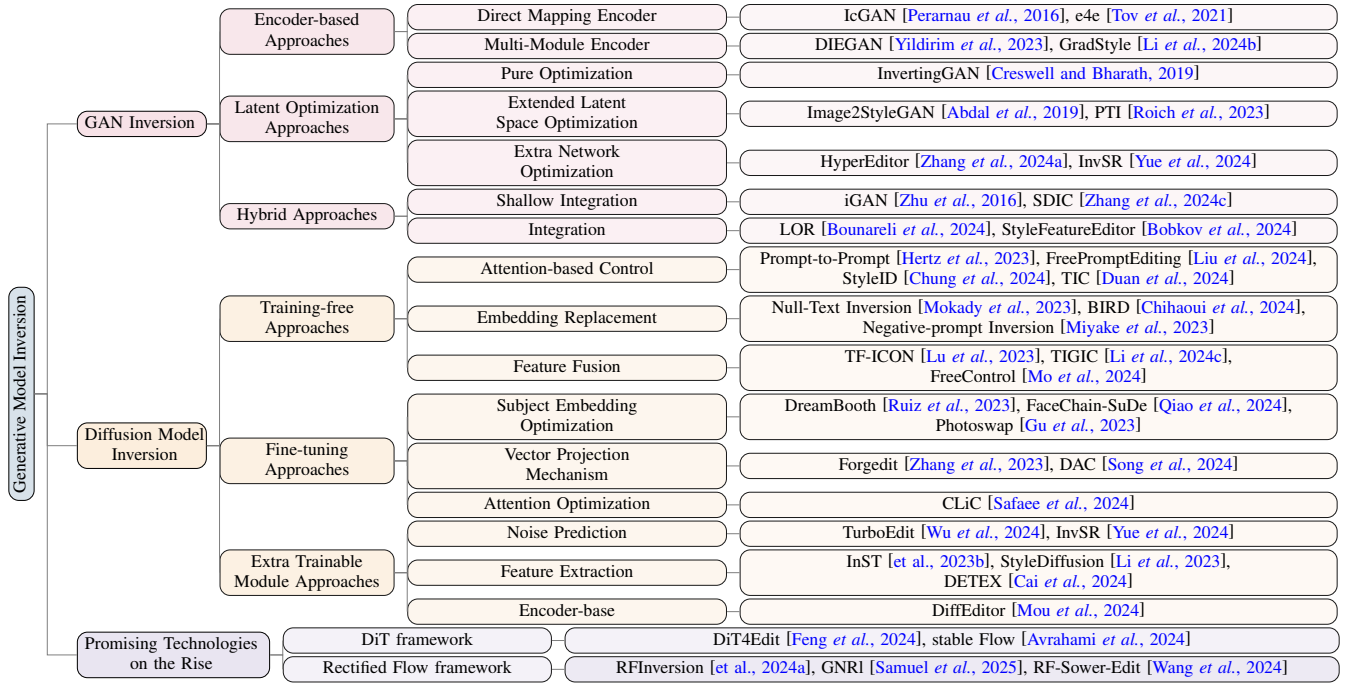 Generative Model Inversion
GAN Inversion
Encoder-based
Approaches
Direct Mapping Encoder
IcGAN [Perarnau et al., 2016], e4e [Tov et al., 2021]
Multi-Module Encoder
DIEGAN [Yildirim et al., 2023], GradStyle [Li et al., 2024b]
Latent Optimization
Approaches
Pure Optimization
InvertingGAN [Creswell and Bharath, 2019]
Extended Latent
Space Optimization
Image2StyleGAN [Abdal et al., 2019], PTI [Roich et al., 2023]
Extra Network
Optimization
HyperEditor [Zhang et al., 2024a], InvSR [Yue et al., 2024]
Hybrid Approaches
Shallow Integration
iGAN [Zhu et al., 2016], SDIC [Zhang et al., 2024c]
Integration
LOR [Bounareli et al., 2024], StyleFeatureEditor [Bobkov et al., 2024]
Diffusion Model
Inversion
Training-free
Approaches
Attention-based Control
Prompt-to-Prompt [Hertz et al., 2023], FreePromptEditing [Liu et al., 2024],
StyleID [Chung et al., 2024], TIC [Duan et al., 2024]
Embedding Replacement
Null-Text Inversion [Mokady et al., 2023], BIRD [Chihaoui et al., 2024],
Negative-prompt Inversion [Miyake et al., 2023]
Feature Fusion
TF-ICON [Lu et al., 2023], TIGIC [Li et al., 2024c],
FreeControl [Mo et al., 2024]
Fine-tuning
Approaches
Subject Embedding
Optimization
DreamBooth [Ruiz et al., 2023], FaceChain-SuDe [Qiao et al., 2024],
Photoswap [Gu et al., 2023]
Vector Projection
Mechanism
Forgedit [Zhang et al., 2023], DAC [Song et al., 2024]
Attention Optimization
CLiC [Safaee et al., 2024]
Extra Trainable
Module Approaches
Noise Prediction
TurboEdit [Wu et al., 2024], InvSR [Yue et al., 2024]
Feature Extraction
InST [et al., 2023b], StyleDiffusion [Li et al., 2023],
DETEX [Cai et al., 2024]
Encoder-base
DiffEditor [Mou et al., 2024]
Promising Technologies
on the Rise
DiT framework
DiT4Edit [Feng et al., 2024], stable Flow [Avrahami et al., 2024]
Rectified Flow framework
RFInversion [et al., 2024a], GNRl [Samuel et al., 2025], RF-Sower-Edit [Wang et al., 2024]